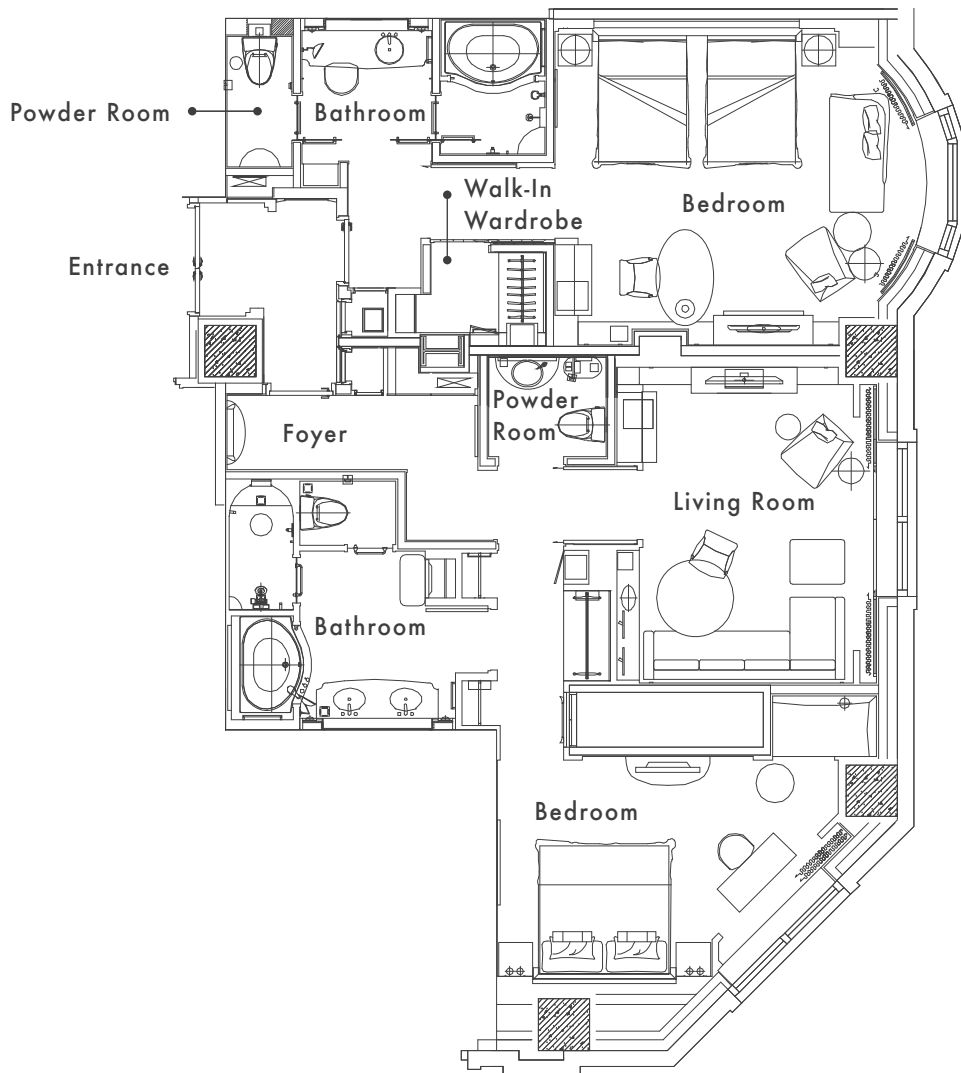 Powder Room
Bathroom
Walk-In
Wardrobe
Bedroom
Entrance
Powder
Room
Foyer
Living Room
Bathroom
Bedroom